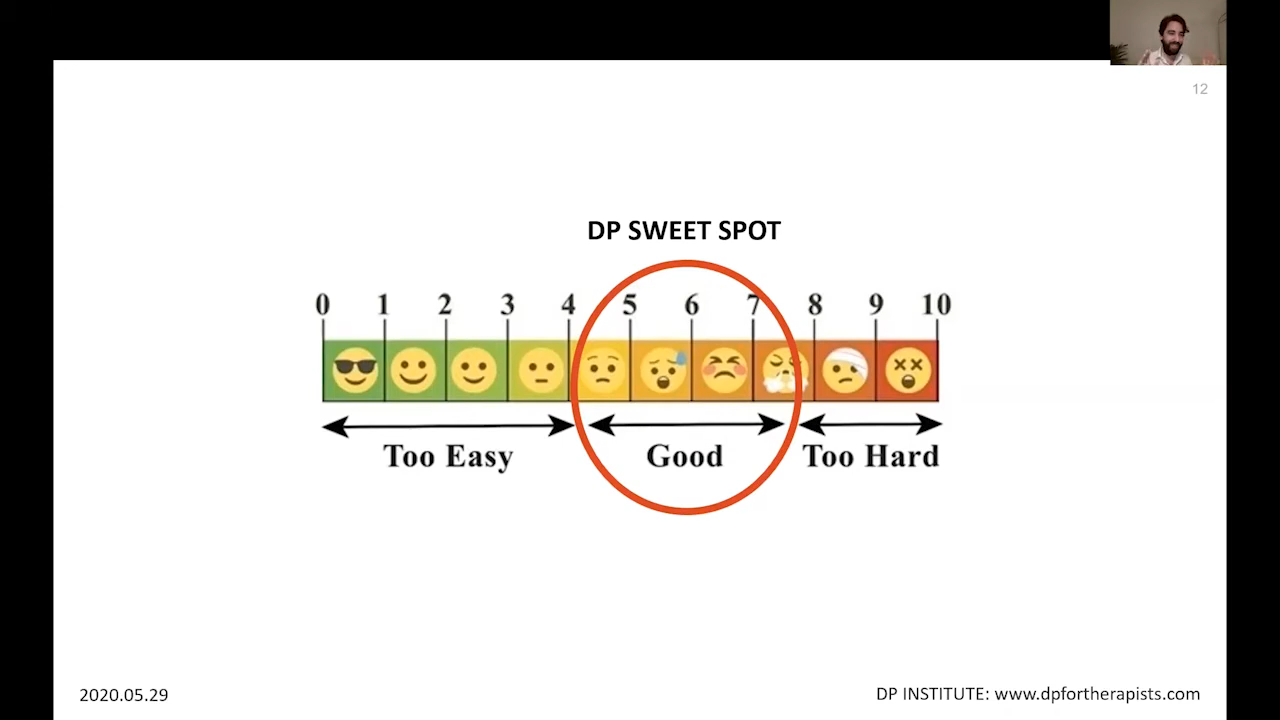 12
DP SWEET SPOT
0 1 2 3 4 5 6 7 8 9 10
Too Easy Good Too Hard
2020.05.29 DP INSTITUTE: www.dpfortherapists.com